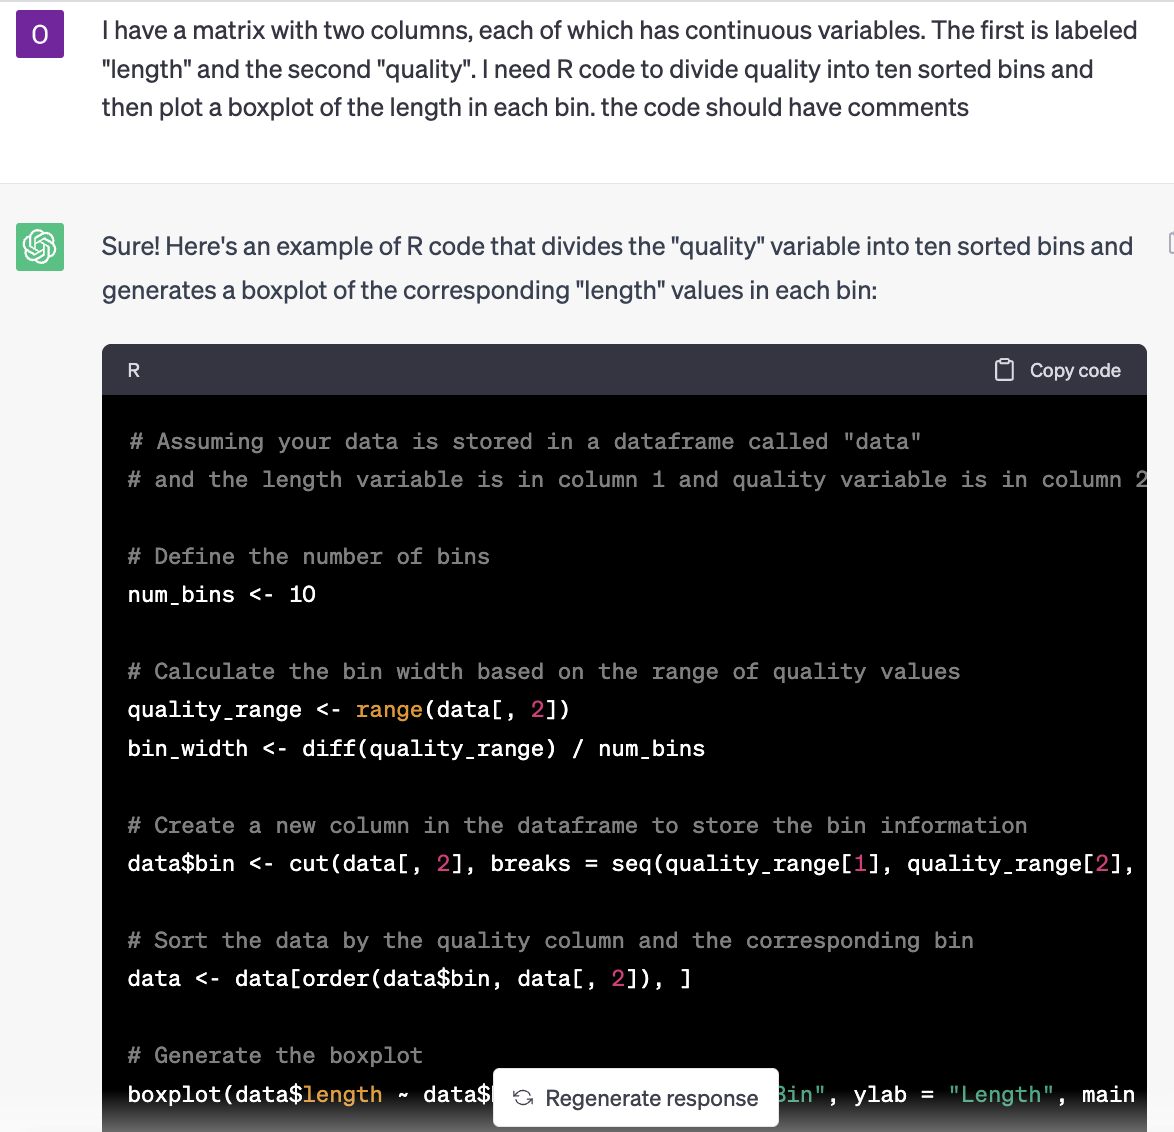 O
I have a matrix with two columns, each of which has continuous variables. The first is labeled
"length" and the second "quality". I need R code to divide quality into ten sorted bins and
then plot a boxplot of the length in each bin. the code should have comments
Sure! Here's an example of R code that divides the "quality" variable into ten sorted bins and
generates a boxplot of the corresponding "length" values in each bin:
R Copy code
# Assuming your data is stored in a dataframe called "data"
# and the length variable is in column 1 and quality variable is in column 2
# Define the number of bins
num_bins <- 10
# Calculate the bin width based on the range of quality values
quality_range <- range(data[, 2])
bin_width <- diff(quality_range) / num_bins
# Create a new column in the dataframe to store the bin information
data$bin <- cut(data[, 2], breaks = seq(quality_range[1], quality_range[2],
# Sort the data by the quality column and the corresponding bin
data <- data[order(data$bin, data[, 2]), ]
# Generate the boxplot
boxplot(data$length ~ data$ Bin", ylab = "Length", main
Regenerate response